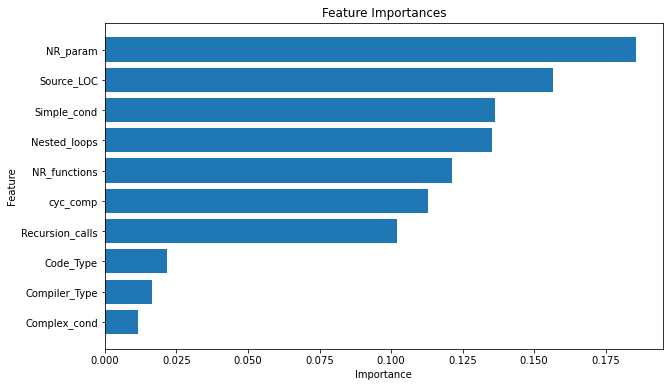 Feature Importances
Feature
NR_param
Source_LOC
Simple_cond
Nested_loops
NR_functions
cyc_comp
Recursion_calls
Code_Type
Compiler_Type
Complex_cond
0.000 0.025 0.050 0.075 0.100 0.125 0.150 0.175
Importance